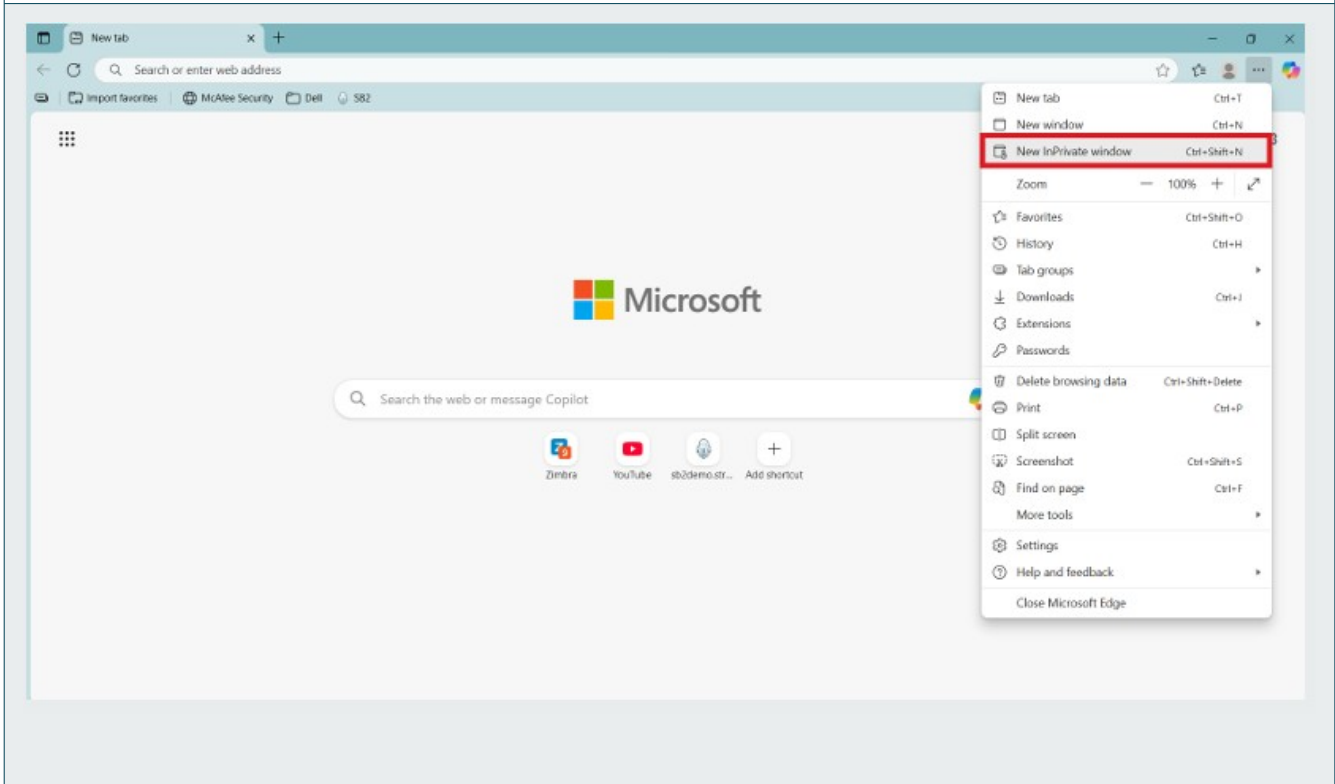 New tab
Search or enter web address
Import favorites McAfee Security Dell SB2
New tab Ctrl+T
New window Ctrl+N
New InPrivate window Ctrl+Shift+N
Zoom — 100% +
Favorites Ctrl+Shift+O
History Ctrl+H
Tab groups
Downloads Ctrl+J
Extensions
Passwords
Delete browsing data Ctrl+Shift+Delete
Print Ctrl+P
Split screen
Screenshot Ctrl+Shift+S
Find on page Ctrl+F
More tools
Settings
Help and feedback
Close Microsoft Edge
Microsoft
Search the web or message Copilot
Zimbra YouTube sb2demo.str... Add shortcut